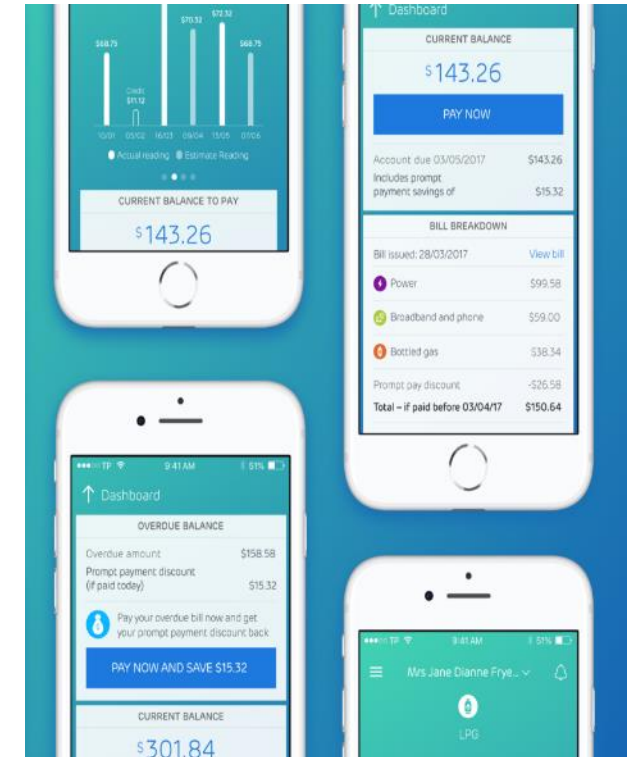 $70.32
$72.32
$68.75
$68.75
Credit
$11.12
10/01 05/02 16/03 09/04 15/05 07/06
Actual reading Estimate Reading
CURRENT BALANCE TO PAY
$143.26
Dashboard
CURRENT BALANCE
$143.26
PAY NOW
Account due 03/05/2017 $143.26
Includes prompt
payment savings of $15.32
BILL BREAKDOWN
Bill issued: 28/03/2017 View bill
Power $99.58
Broadband and phone $59.00
Bottled gas $38.34
Prompt pay discount -$26.58
Total – if paid before 03/04/17 $150.64
TP 9:41 AM 51%
Dashboard
OVERDUE BALANCE
Overdue amount $158.58
Prompt payment discount
(if paid today) $15.32
Pay your overdue bill now and get
your prompt payment discount back
PAY NOW AND SAVE $15.32
CURRENT BALANCE
$301.84
TP 9:41 AM 51%
Mrs Jane Dianne Frye...
LPG